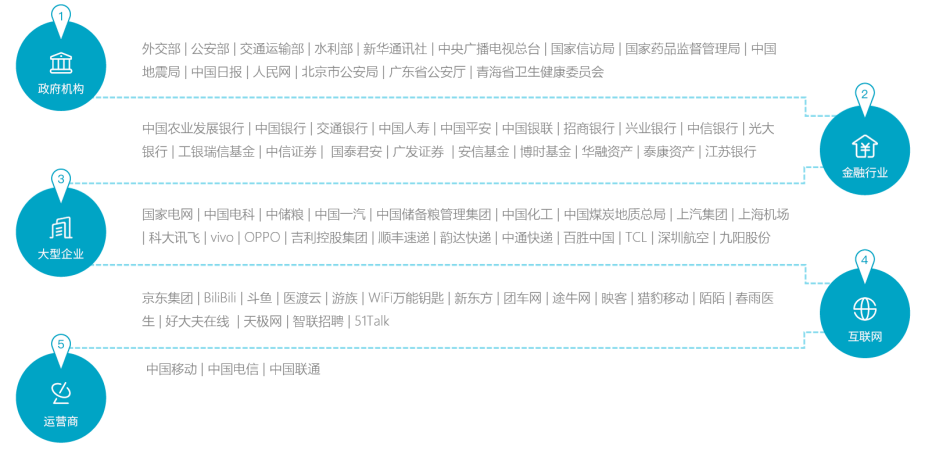 1
政府机构
外交部 | 公安部 | 交通运输部 | 水利部 | 新华通讯社 | 中央广播电视总台 | 国家信访局 | 国家药品监督管理局 | 中国
地震局 | 中国日报 | 人民网 | 北京市公安局 | 广东省公安厅 | 青海省卫生健康委员会
2
金融行业
中国农业发展银行 | 中国银行 | 交通银行 | 中国人寿 | 中国平安 | 中国银联 | 招商银行 | 兴业银行 | 中信银行 | 光大
银行 | 工银瑞信基金 | 中信证券 | 国泰君安 | 广发证券 | 安信基金 | 博时基金 | 华融资产 | 泰康资产 | 江苏银行
3
大型企业
国家电网 | 中国电科 | 中储粮 | 中国一汽 | 中国储备粮管理集团 | 中国化工 | 中国煤炭地质总局 | 上汽集团 | 上海机场
| 科大讯飞 | vivo | OPPO | 吉利控股集团 | 顺丰速递 | 韵达快递 | 中通快递 | 百胜中国 | TCL | 深圳航空 | 九阳股份
4
互联网
京东集团 | BiliBili | 斗鱼 | 医渡云 | 游族 | WiFi万能钥匙 | 新东方 | 团车网 | 途牛网 | 映客 | 猎豹移动 | 陌陌 | 春雨医
生 | 好大夫在线 | 天极网 | 智联招聘 | 51Talk
5
运营商
中国移动 | 中国电信 | 中国联通